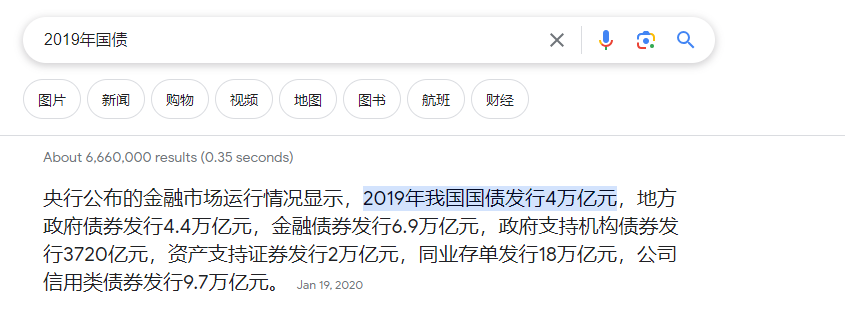 2019年国债
图片 新闻 购物 视频 地图 图书 航班 财经
About 6,660,000 results (0.35 seconds)
央行公布的金融市场运行情况显示，2019年我国国债发行4万亿元，地方
政府债券发行4.4万亿元，金融债券发行6.9万亿元，政府支持机构债券发
行3720亿元，资产支持证券发行2万亿元，同业存单发行18万亿元，公司
信用类债券发行9.7万亿元。 Jan 19, 2020